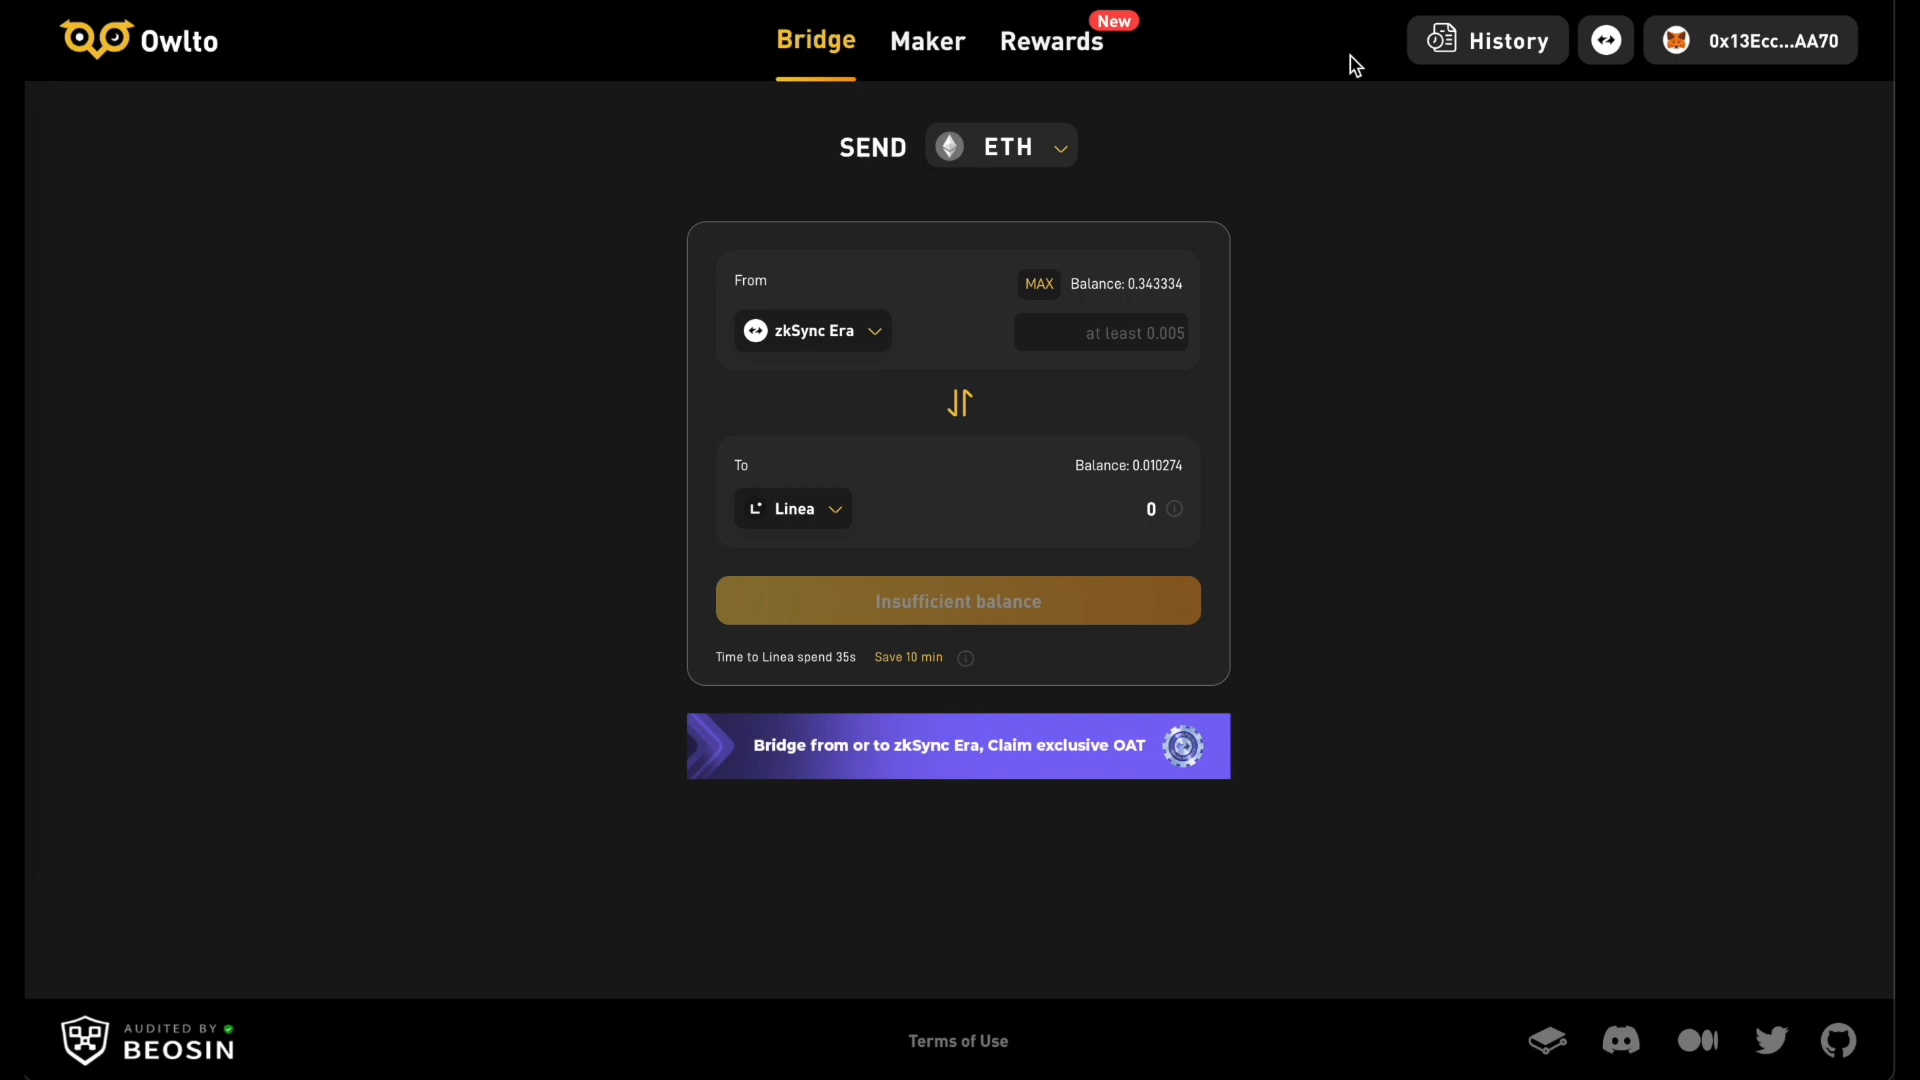 Owlto
Bridge
Maker
Rewards
New
History
0x13Ecc...AA70
SEND
ETH
From
MAX
Balance: 0.343334
zkSync Era
at least 0.005
To
Balance: 0.010274
Linea
0
Insufficient balance
Time to Linea spend 35s
Save 10 min
Bridge from or to zkSync Era, Claim exclusive OAT
AUDITED BY
BEOSIN
Terms of Use